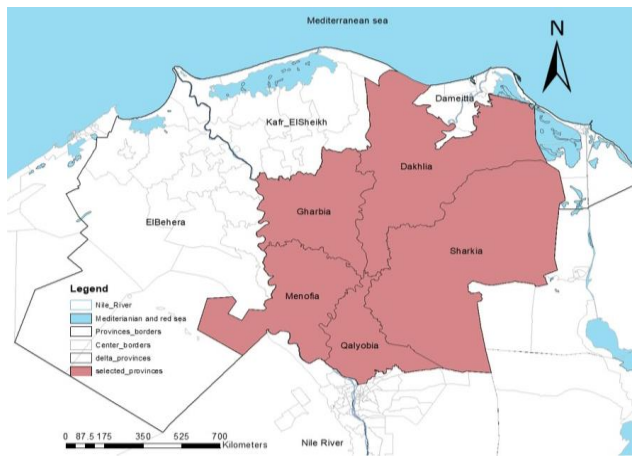 Mediterranean sea
N
Dameitta
Kafr_ElSheikh
Dakhlia
Gharbia
ElBehera
Sharkia
Legend
Nile_River
Mediterianian and red sea
Provinces_borders
Center_borders
delta_provinces
selected_provinces
Menofia
Qalyobia
0 87.5 175 350 525 700
Kilometers
Nile River